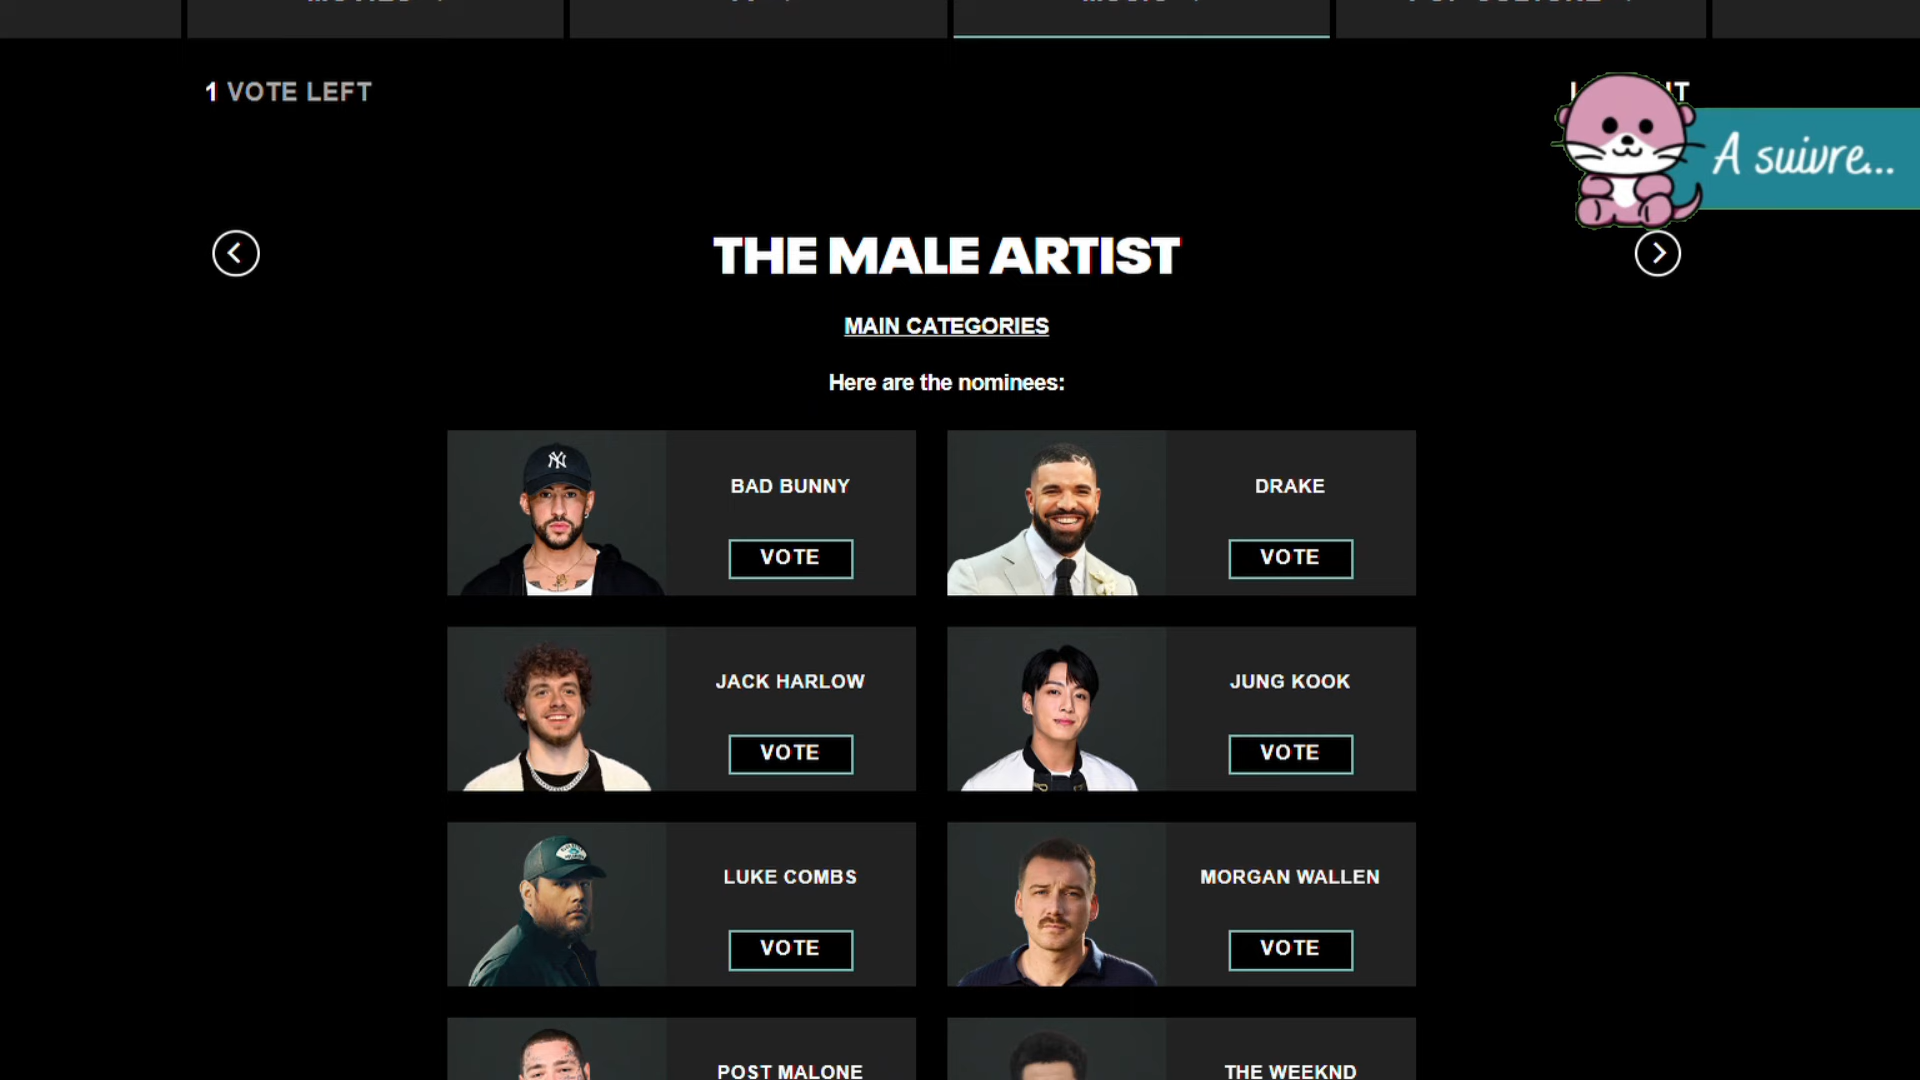 1 VOTE LEFT
A suivre...
THE MALE ARTIST
MAIN CATEGORIES
Here are the nominees:
NY
BAD BUNNY
VOTE
DRAKE
VOTE
JACK HARLOW
VOTE
JUNG KOOK
VOTE
LUKE COMBS
VOTE
MORGAN WALLEN
VOTE
POST MALONE
THE WEEKND